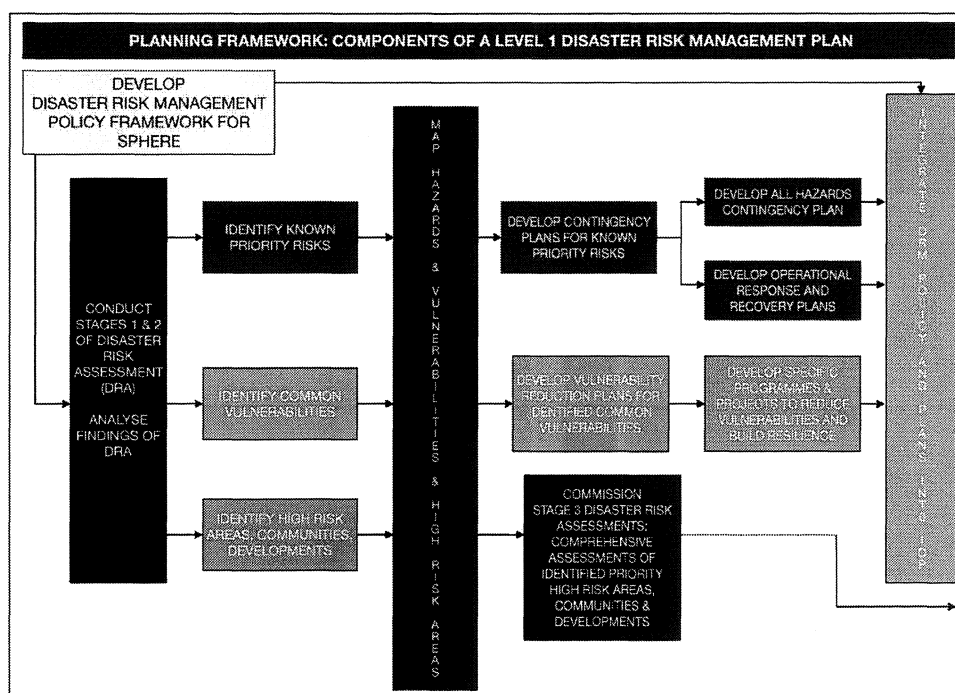 PLANNING FRAMEWORK: COMPONENTS OF A LEVEL 1 DISASTER RISK MANAGEMENT PLAN
DEVELOP
DISASTER RISK MANAGEMENT
POLICY FRAMEWORK FOR
SPHERE
CONDUCT
STAGES 1 & 2
OF DISASTER
RISK
ASSESSMENT
(DRA)
ANALYSE
FINDINGS OF
DRA
IDENTIFY KNOWN
PRIORITY RISKS
IDENTIFY COMMON
VULNERABILITIES
IDENTIFY HIGH RISK
AREAS, COMMUNITIES,
DEVELOPMENTS
MAP HAZARDS & VULNERABILITIES & HIGH RISK AREAS
DEVELOP CONTINGENCY
PLANS FOR KNOWN
PRIORITY RISKS
DEVELOP VULNERABILITY
REDUCTION PLANS FOR
IDENTIFIED COMMON
VULNERABILITIES
COMMISSION
STAGE 3 DISASTER RISK
ASSESSMENTS:
COMPREHENSIVE
ASSESSMENTS OF
IDENTIFIED PRIORITY
HIGH RISK AREAS,
COMMUNITIES &
DEVELOPMENTS
DEVELOP ALL HAZARDS
CONTINGENCY PLAN
DEVELOP OPERATIONAL
RESPONSE AND
RECOVERY PLANS
DEVELOP SPECIFIC
PROGRAMMES &
PROJECTS TO REDUCE
VULNERABILITIES AND
BUILD RESILIENCE
INTEGRATE DRM POLICY AND PLANS INTO IDP